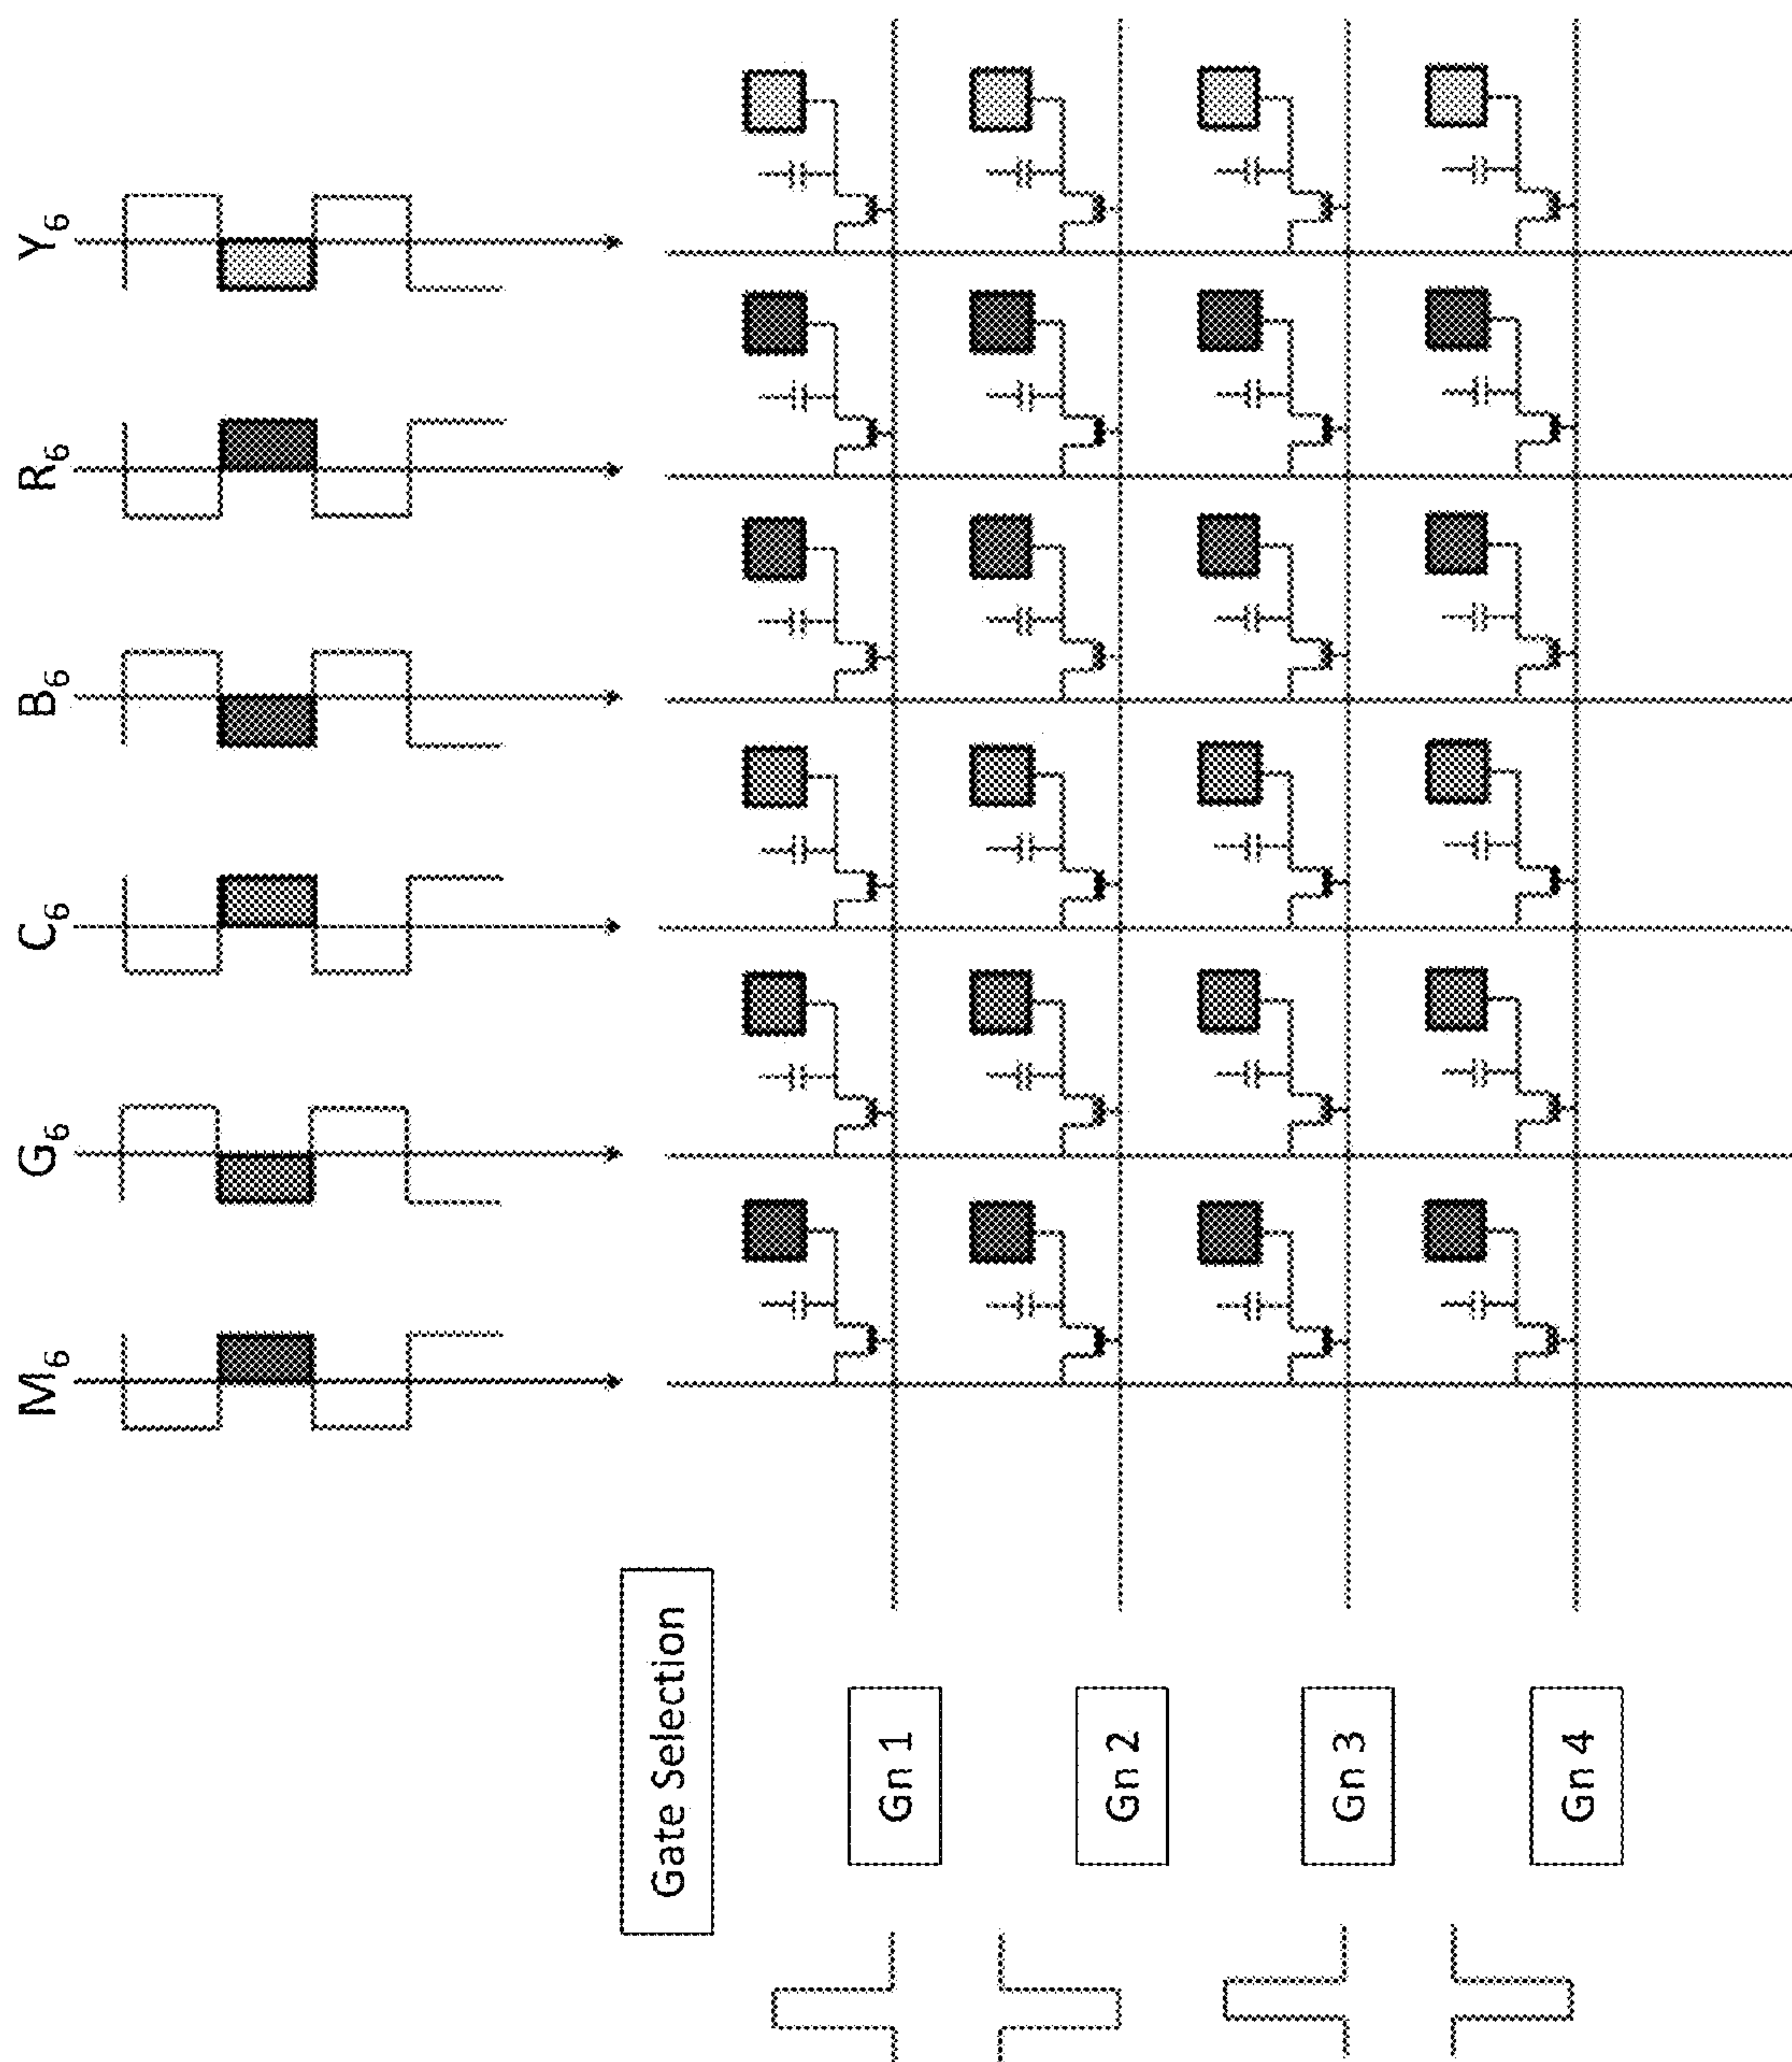 M₆
G₆
C₆
B₆
R₆
Y₆
Gate Selection
Gn 1
Gn 2
Gn 3
Gn 4